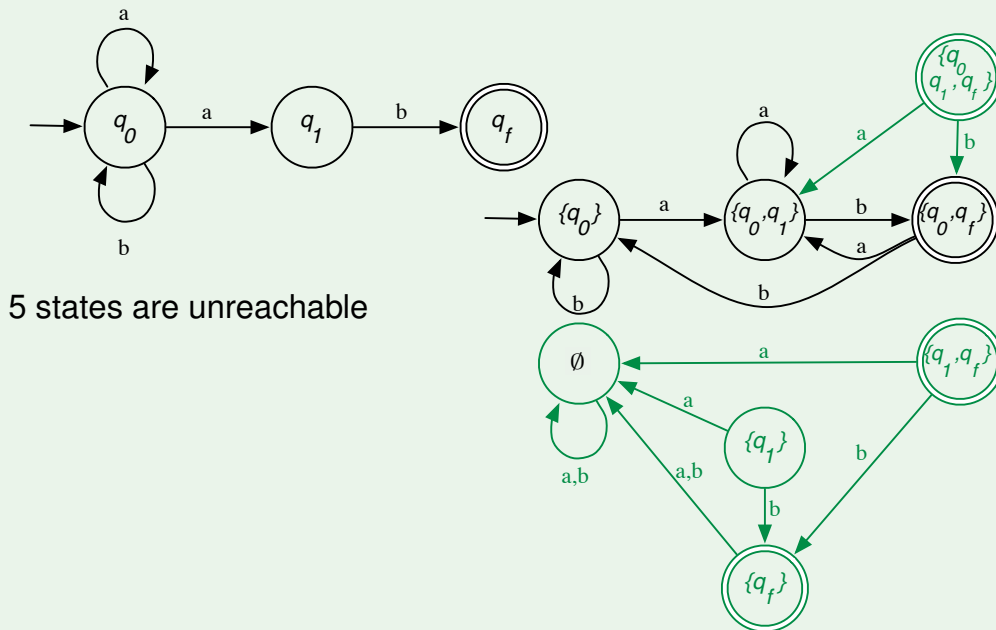 a
q0
a
q1
b
qf
b
{q0
q1,qf}
a
b
a
{q0}
a
{q0,q1}
b
{q0,qf}
a
b
b
5 states are unreachable
∅
a
{q1,qf}
a
{q1}
a,b
a,b
b
b
{qf}